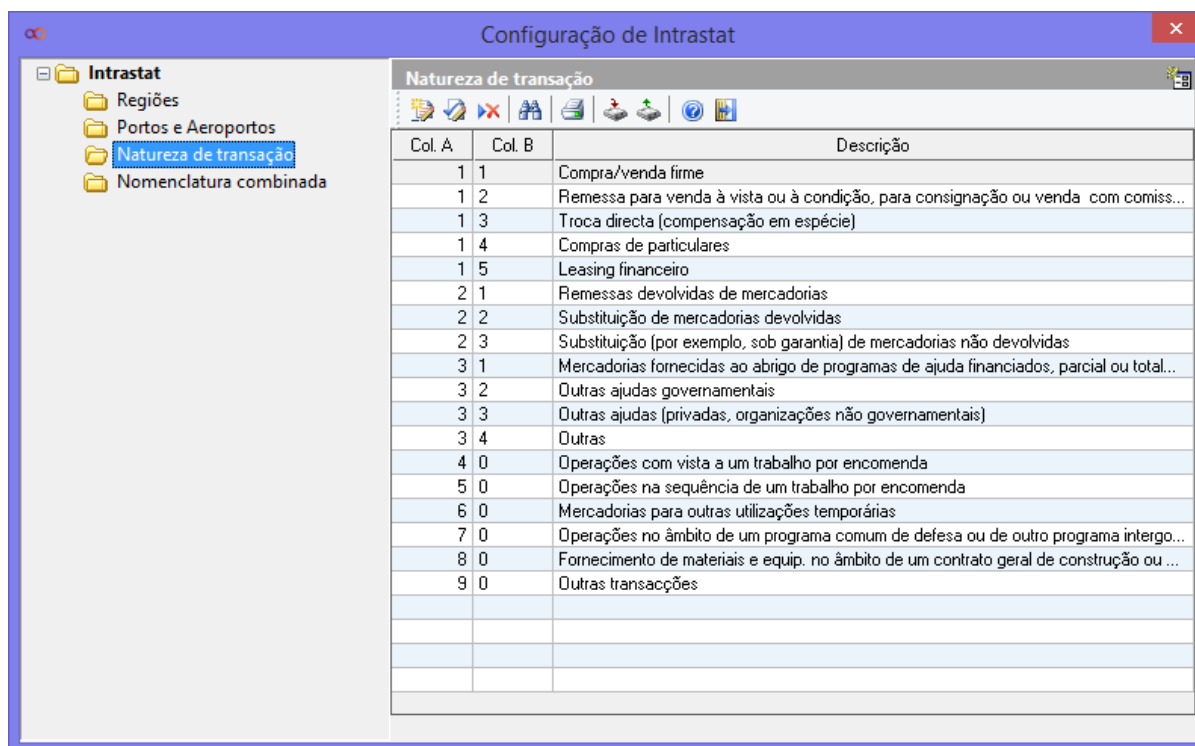 Configuração de Intrastat
Intrastat
Regiões
Portos e Aeroportos
Natureza de transação
Nomenclatura combinada
Natureza de transação
Col. A Col. B Descrição
1 1 Compra/venda firme
1 2 Remessa para venda à vista ou à condição, para consignação ou venda com comiss...
1 3 Troca directa (compensação em espécie)
1 4 Compras de particulares
1 5 Leasing financeiro
2 1 Remessas devolvidas de mercadorias
2 2 Substituição de mercadorias devolvidas
2 3 Substituição (por exemplo, sob garantia) de mercadorias não devolvidas
3 1 Mercadorias fornecidas ao abrigo de programas de ajuda financiados, parcial ou total...
3 2 Outras ajudas governamentais
3 3 Outras ajudas (privadas, organizações não governamentais)
3 4 Outras
4 0 Operações com vista a um trabalho por encomenda
5 0 Operações na sequência de um trabalho por encomenda
6 0 Mercadorias para outras utilizações temporárias
7 0 Operações no âmbito de um programa comum de defesa ou de outro programa intergo...
8 0 Fornecimento de materiais e equip. no âmbito de um contrato geral de construção ou ...
9 0 Outras transacções